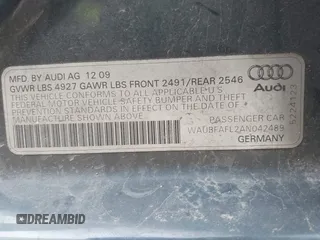 MFD BY AUDI AG 12 09
GVWR LBS 4927 GAWR LBS FRONT 2491/REAR 2546
THIS VEHICLE CONFORMS TO ALL APPLICABLE U'S
FEDERAL MOTOR VEHICLE SAFETY BUMPER AND THEFT
PREVENTION STANDARDS IN EFFECT ON THE DATE OF
MANUFACTURE SHOWN ABOVE.
Audi
PASSENGER CAR
GERMANY